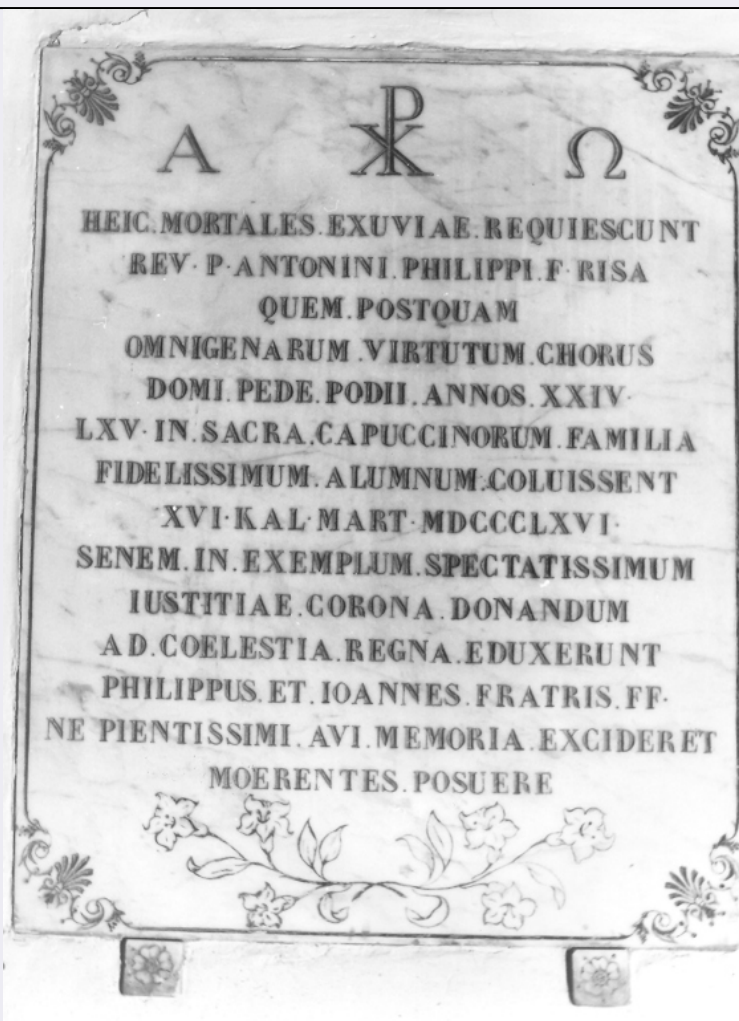 Α ☧ Ω
HEIC. MORTALES. EXUVIAE. REQUIESCUNT
REV· P· ANTONINI. PHILIPPI. F· RISA
QUEM. POSTQUAM
OMNIGENARUM. VIRTUTUM. CHORUS
DOMI. PEDE. PODII. ANNOS. XXIV·
LXV· IN. SACRA. CAPUCCINORUM. FAMILIA
FIDELISSIMUM. ALUMNUM. COLUISSENT
XVI· KAL· MART· MDCCCLXVI·
SENEM. IN. EXEMPLUM. SPECTATISSIMUM
IUSTITIAE. CORONA. DONANDUM
AD. COELESTIA. REGNA. EDUXERUNT
PHILIPPUS. ET. IOANNES. FRATRIS. FF·
NE PIENTISSIMI. AVI. MEMORIA. EXCIDERET
MOERENTES. POSUERE